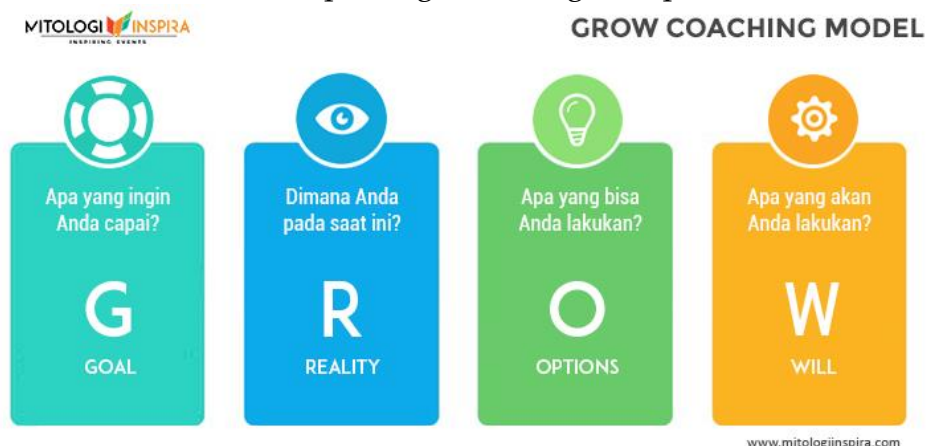 MITOLOGI INSPIRA
INSPIRING EVENTS
GROW COACHING MODEL
Apa yang ingin
Anda capai?
G
GOAL
Dimana Anda
pada saat ini?
R
REALITY
Apa yang bisa
Anda lakukan?
O
OPTIONS
Apa yang akan
Anda lakukan?
W
WILL
www.mitologiinspira.com